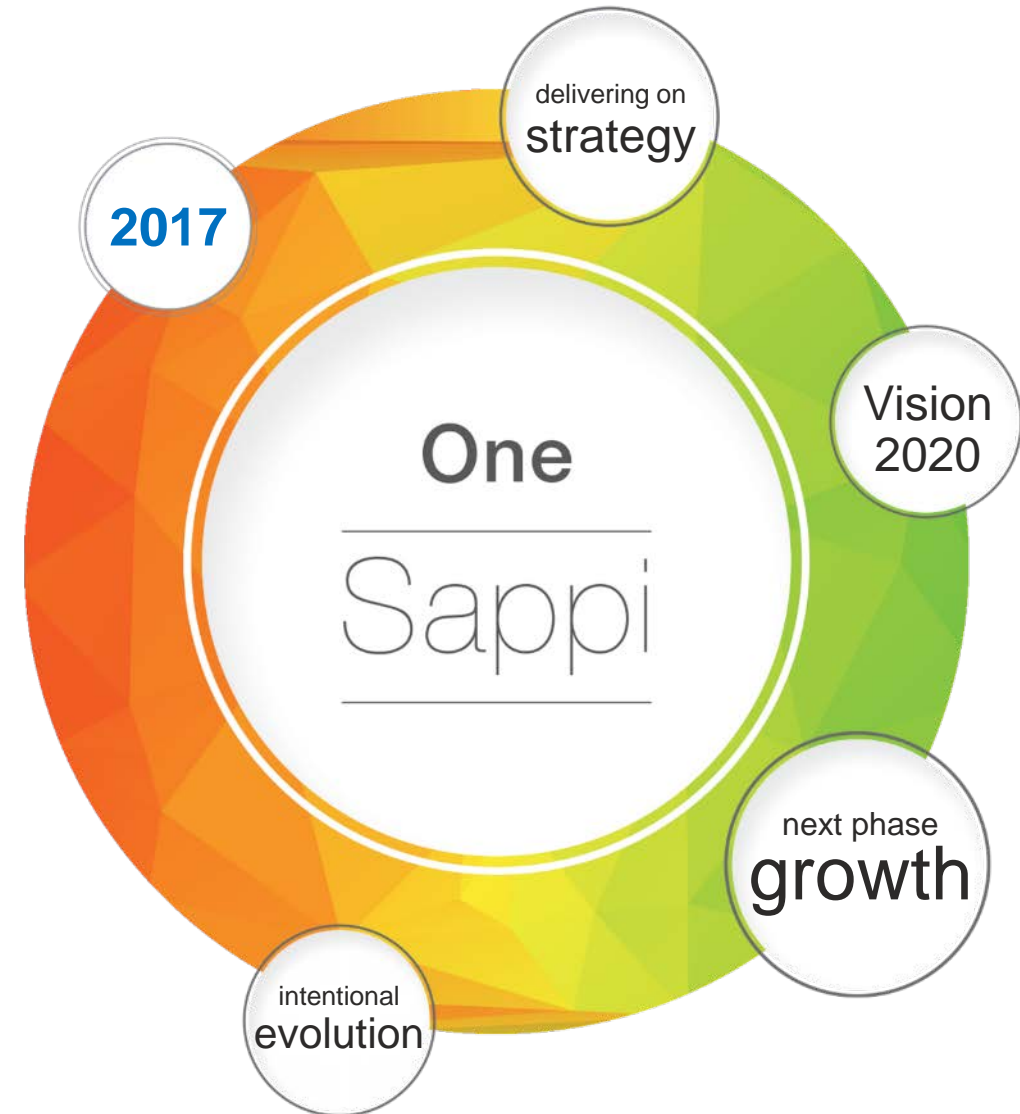 delivering on
strategy
2017
Vision
2020
One
Sappi
next phase
growth
intentional
evolution